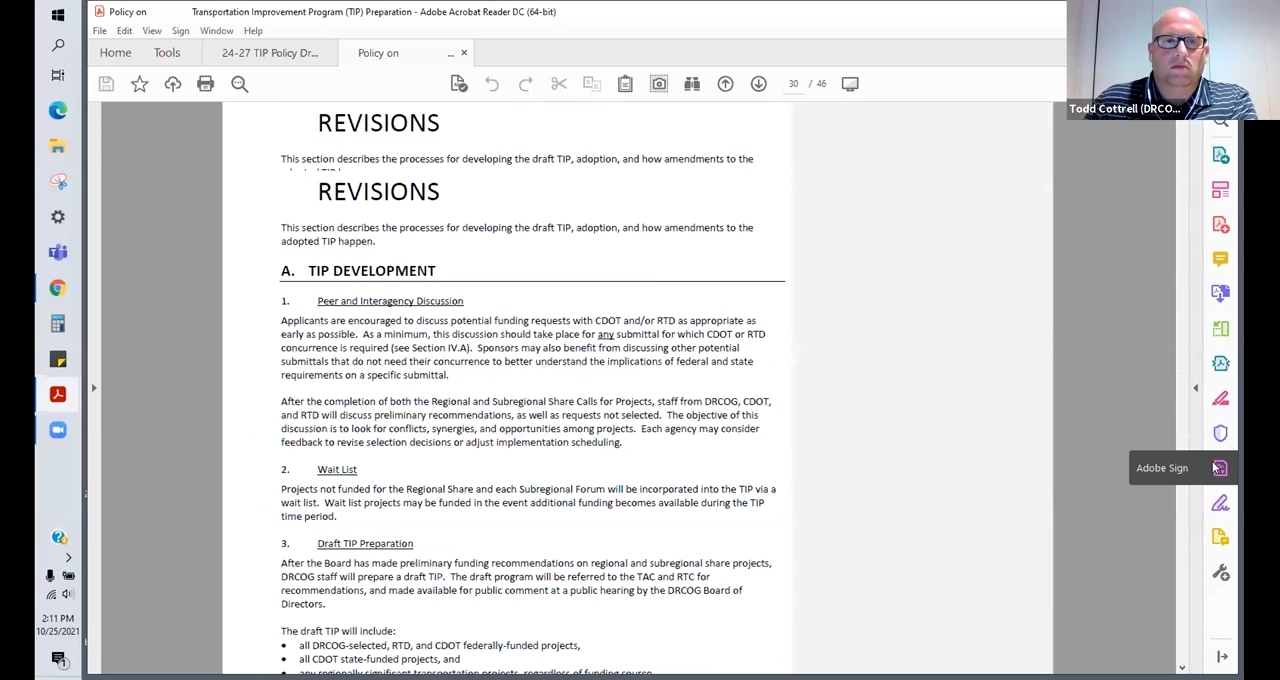 Policy on Transportation Improvement Program (TIP) Preparation - Adobe Acrobat Reader DC (64-bit)
File Edit View Sign Window Help
Home Tools 24-27 TIP Policy Dr... Policy on ... ×
30 / 46
Todd Cottrell (DRCO...
REVISIONS
This section describes the processes for developing the draft TIP, adoption, and how amendments to the
REVISIONS
This section describes the processes for developing the draft TIP, adoption, and how amendments to the
adopted TIP happen.
A. TIP DEVELOPMENT
1. Peer and Interagency Discussion
Applicants are encouraged to discuss potential funding requests with CDOT and/or RTD as appropriate as
early as possible. As a minimum, this discussion should take place for any submittal for which CDOT or RTD
concurrence is required (see Section IV.A). Sponsors may also benefit from discussing other potential
submittals that do not need their concurrence to better understand the implications of federal and state
requirements on a specific submittal.
After the completion of both the Regional and Subregional Share Calls for Projects, staff from DRCOG, CDOT,
and RTD will discuss preliminary recommendations, as well as requests not selected. The objective of this
discussion is to look for conflicts, synergies, and opportunities among projects. Each agency may consider
feedback to revise selection decisions or adjust implementation scheduling.
Adobe Sign
2. Wait List
Projects not funded for the Regional Share and each Subregional Forum will be incorporated into the TIP via a
wait list. Wait list projects may be funded in the event additional funding becomes available during the TIP
time period.
3. Draft TIP Preparation
After the Board has made preliminary funding recommendations on regional and subregional share projects,
DRCOG staff will prepare a draft TIP. The draft program will be referred to the TAC and RTC for
recommendations, and made available for public comment at a public hearing by the DRCOG Board of
Directors.
The draft TIP will include:
• all DRCOG-selected, RTD, and CDOT federally-funded projects,
• all CDOT state-funded projects, and
• any regionally significant transportation projects, regardless of funding source
2:11 PM
10/25/2021
1